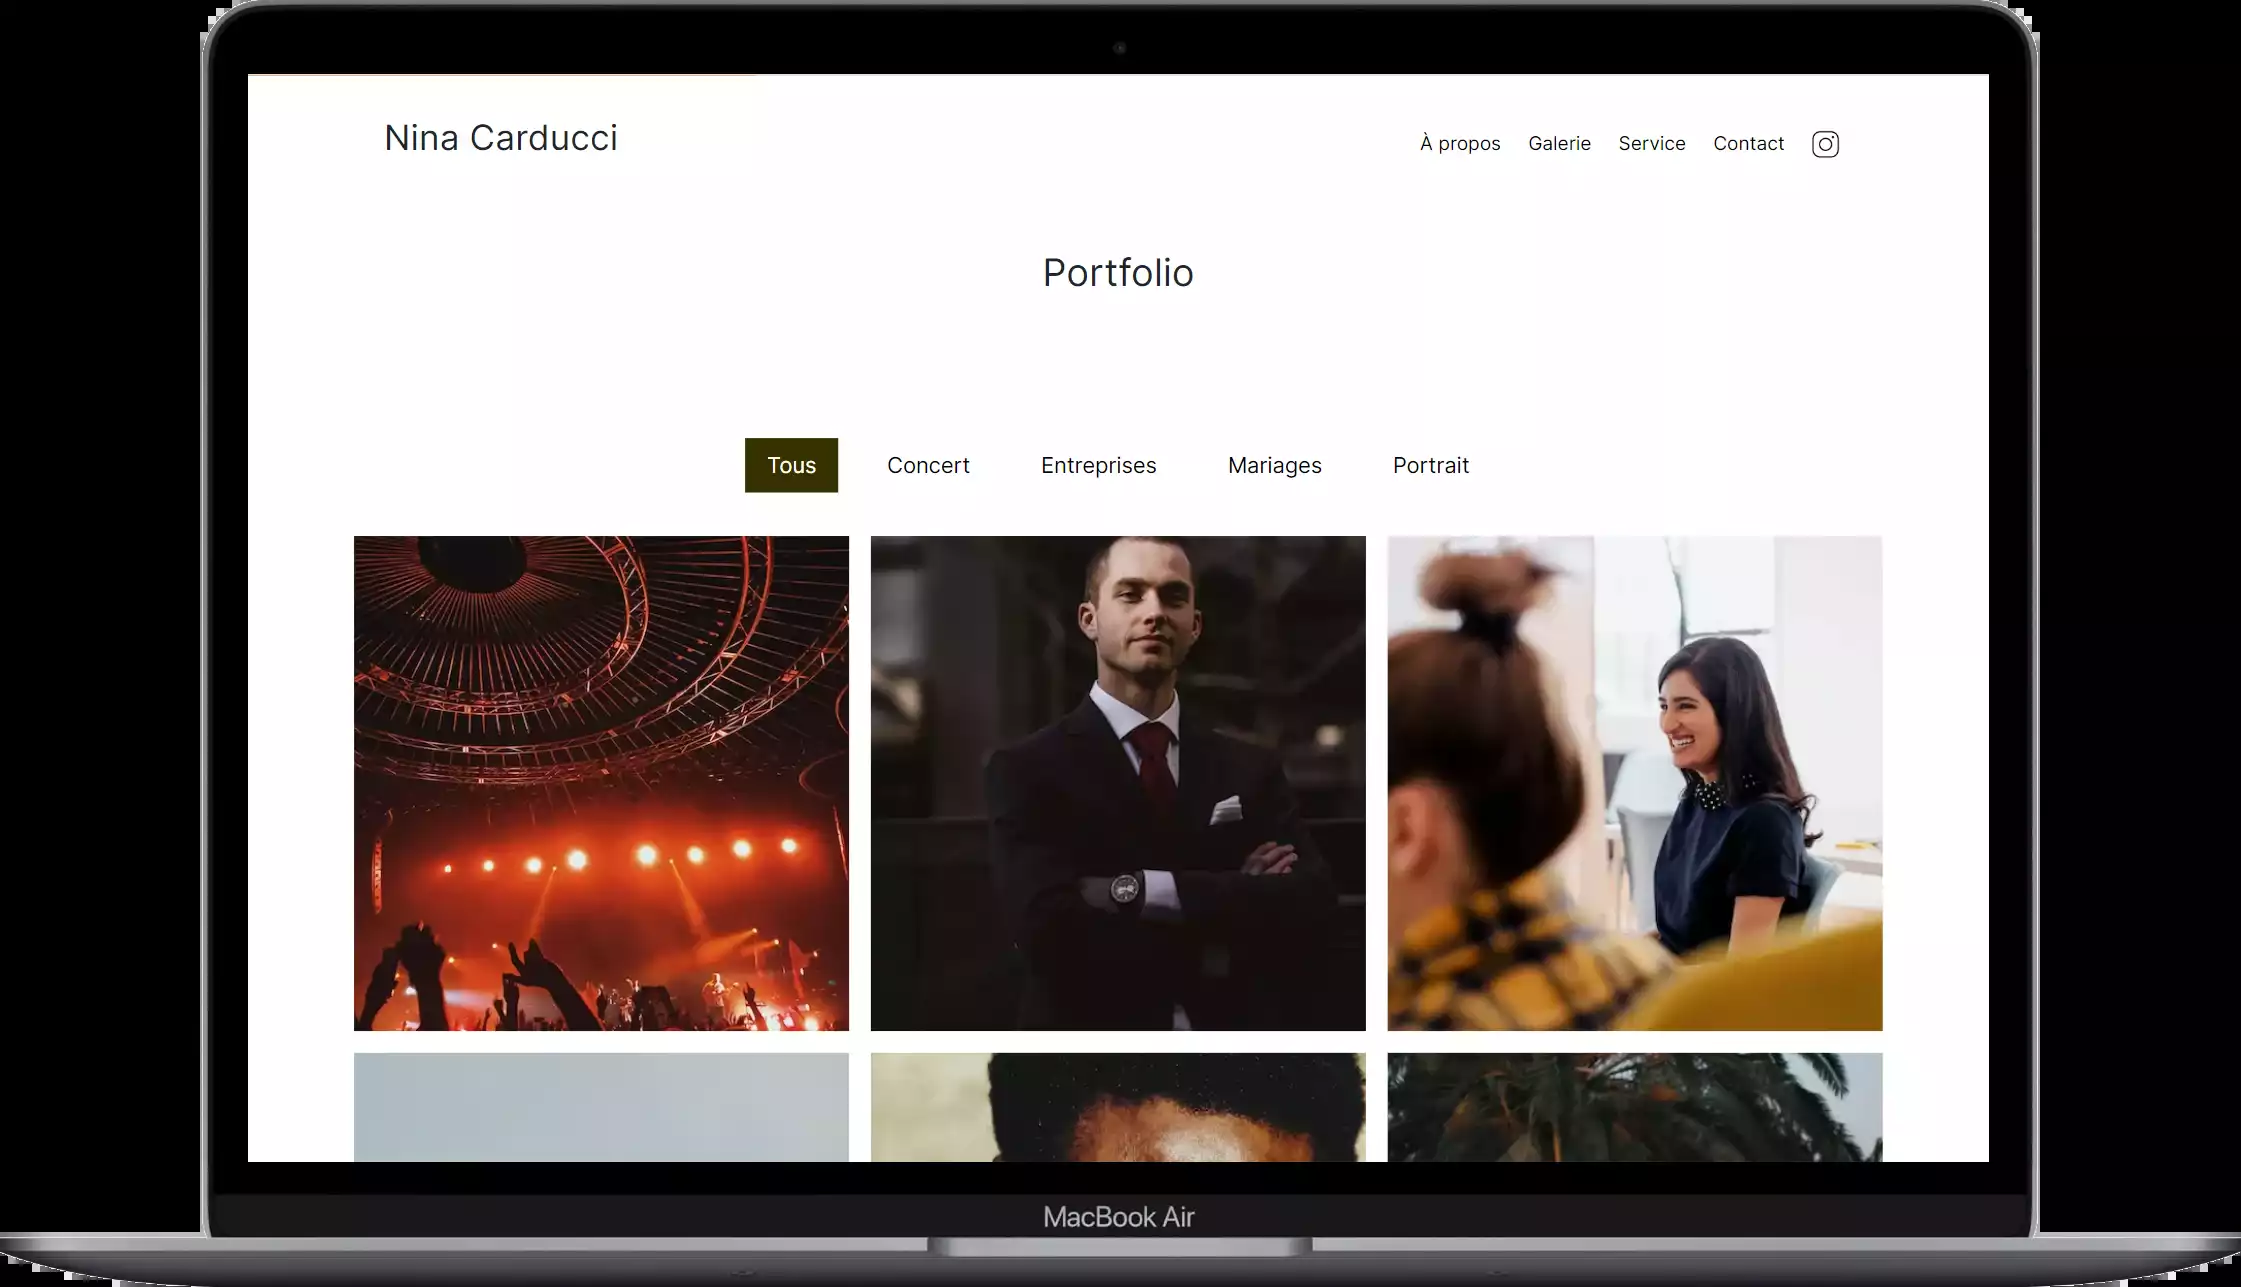 Nina Carducci
À propos Galerie Service Contact
Portfolio
Tous Concert Entreprises Mariages Portrait
MacBook Air